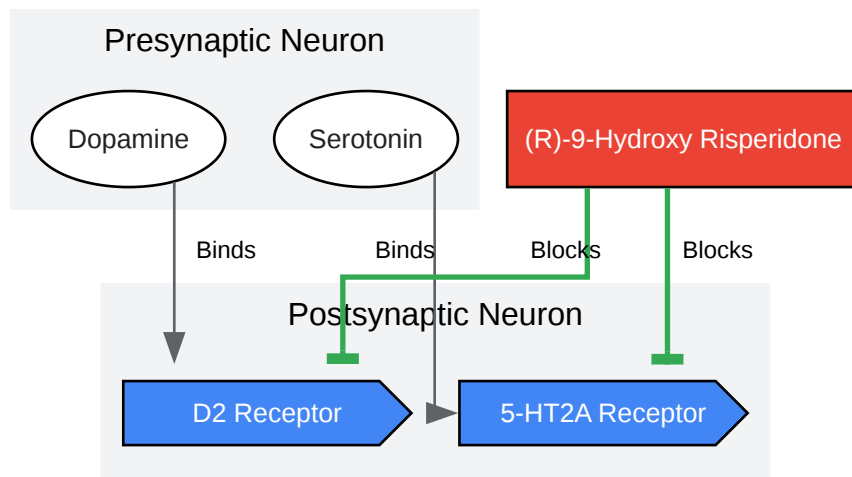 Presynaptic Neuron
Dopamine
Serotonin
(R)-9-Hydroxy Risperidone
Binds
Binds
Blocks
Blocks
Postsynaptic Neuron
D2 Receptor
5-HT2A Receptor